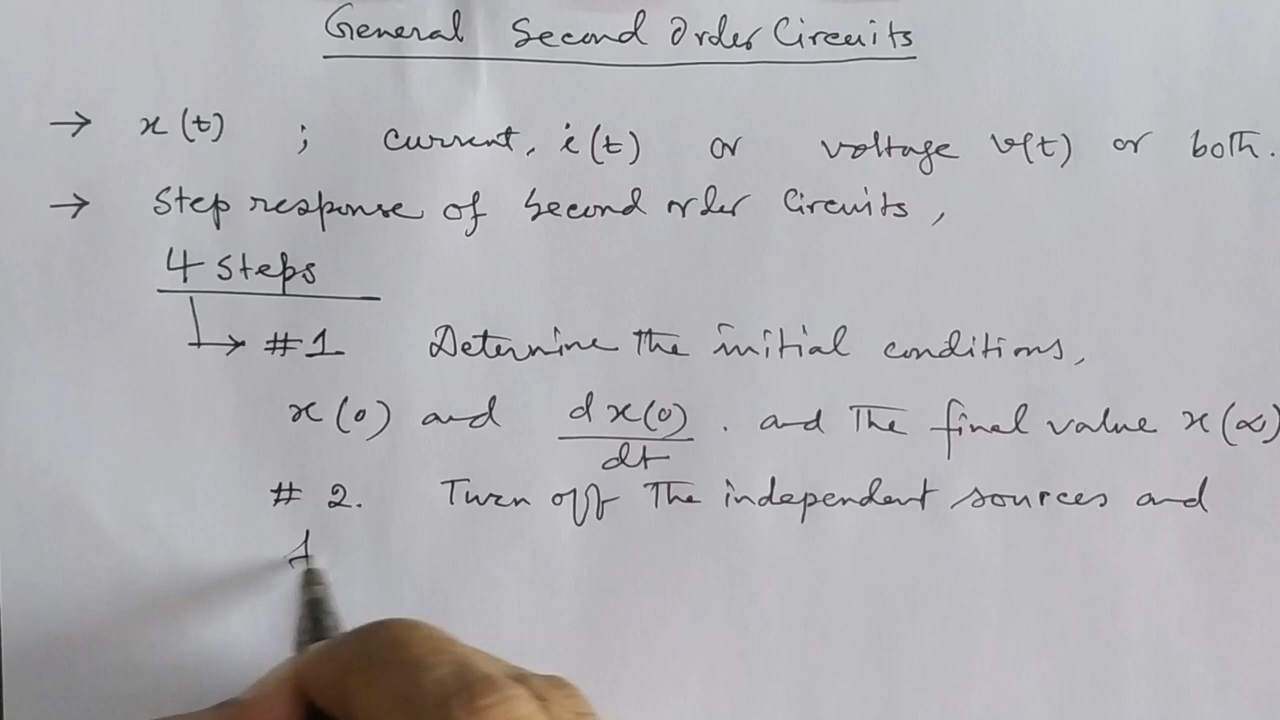 General Second Order Circuits
→ x(t) ; current, i(t) or voltage v(t) or both.
→ Step response of Second order Circuits,
4 Steps
↳ #1 Determine the initial conditions,
x(0) and dx(0)/dt . and The final value x(∞)
# 2. Turn off The independent sources and